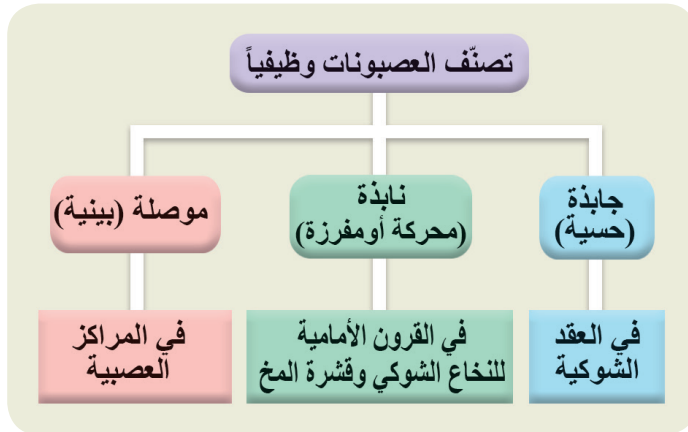 تصنّف العصبونات وظيفياً
جابذة
(حسية)
نابذة
(محركة أومفرزة)
موصلة (بينية)
في العقد
الشوكية
في القرون الأمامية
للنخاع الشوكي وقشرة المخ
في المراكز
العصبية